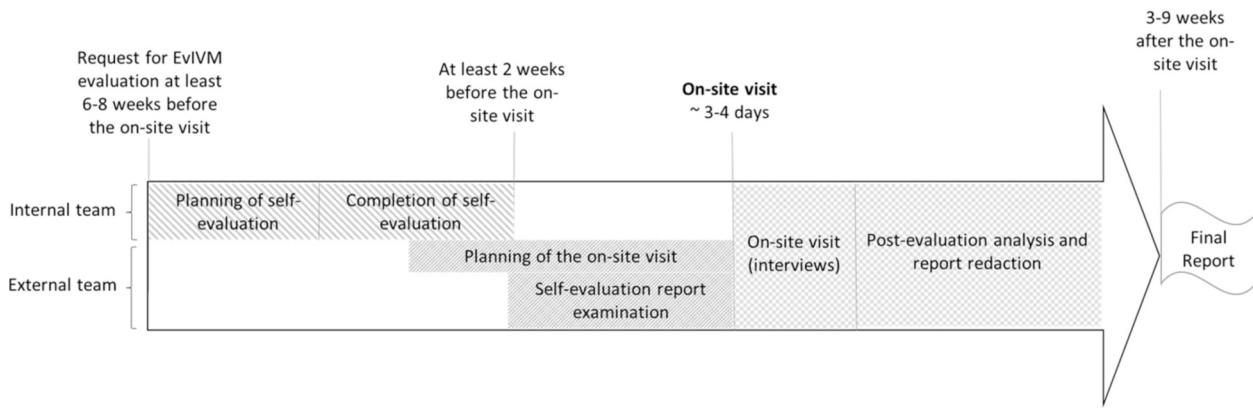 3-9 weeks
after the on-
site visit
Request for EvIVM
evaluation at least
6-8 weeks before
the on-site visit
At least 2 weeks
before the on-
site visit
On-site visit
~ 3-4 days
Internal team
Planning of self-
evaluation
Completion of self-
evaluation
External team
Planning of the on-site visit
Self-evaluation report
examination
On-site visit
(interviews)
Post-evaluation analysis and
report redaction
Final
Report